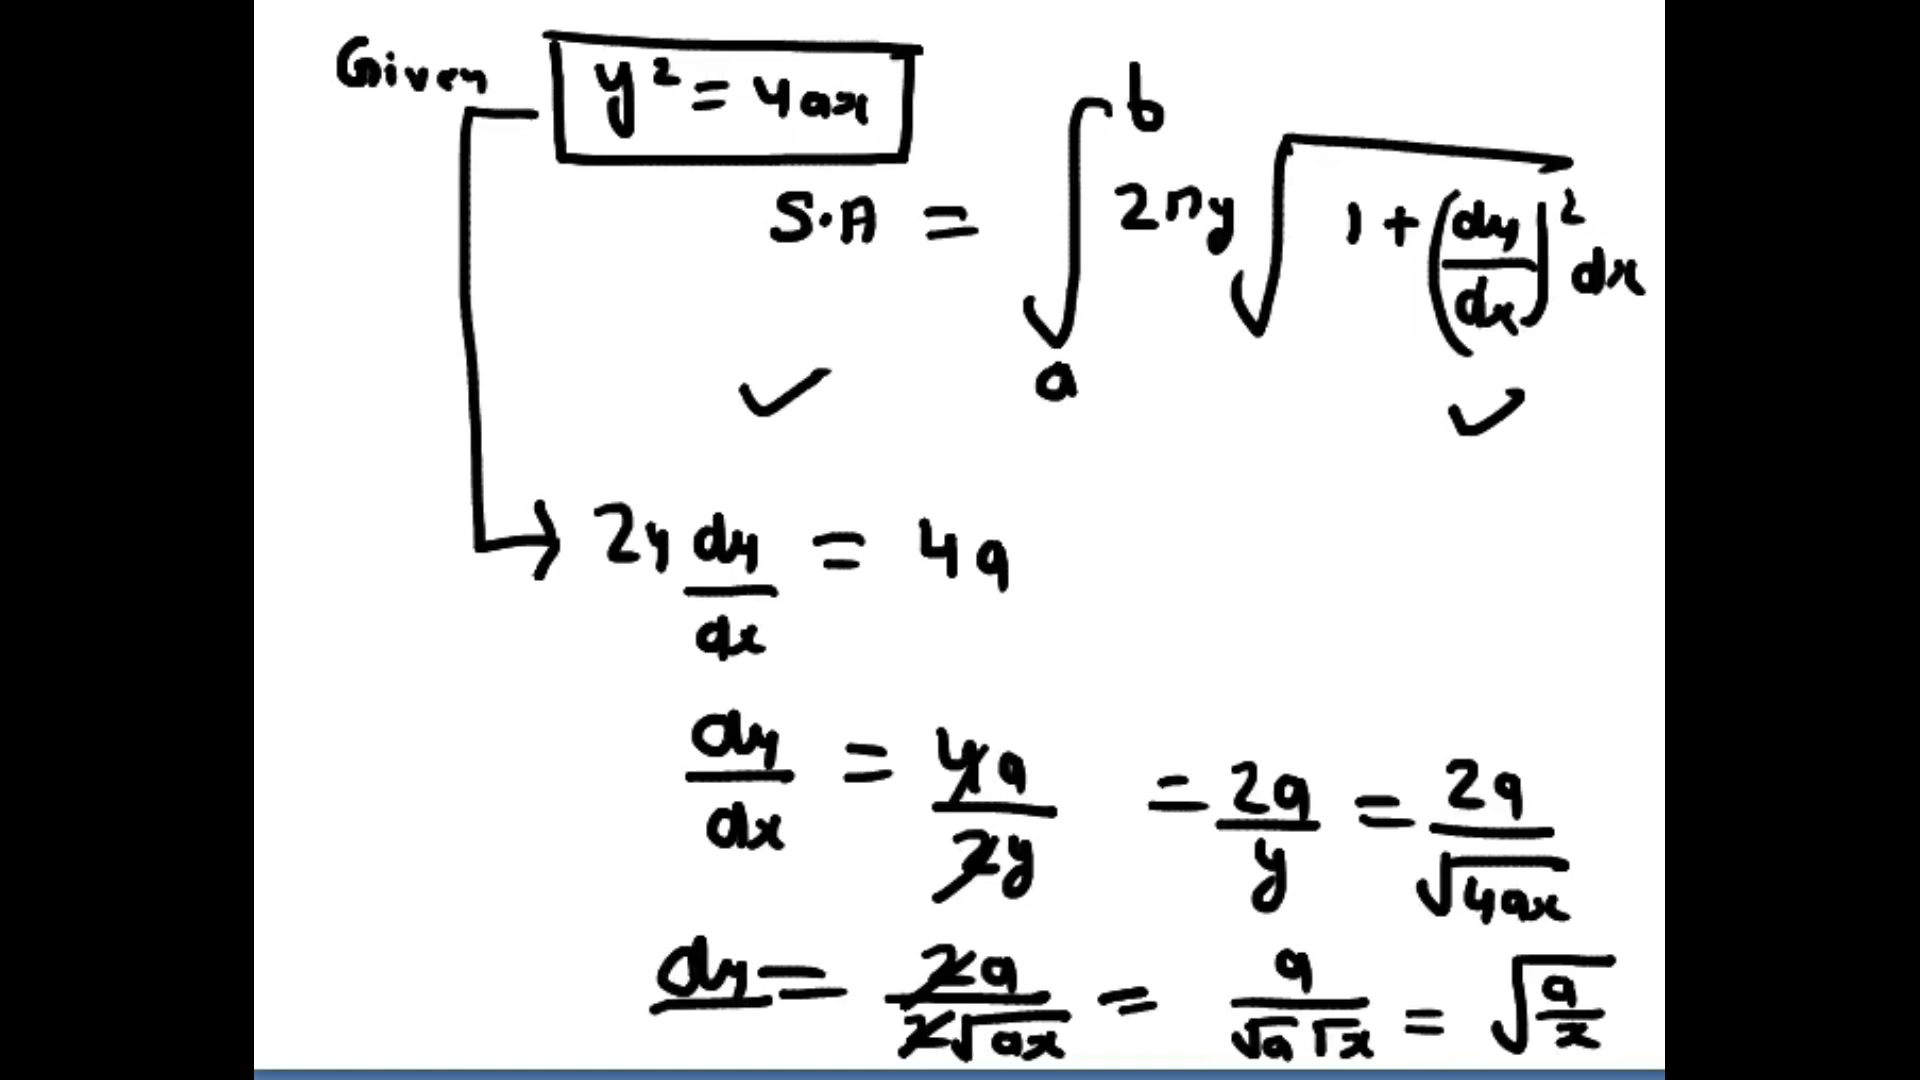 Given y² = 4ax
S.A = ∫ₐᵇ 2πy √(1 + (dy/dx)²) dx
2y dy/dx = 4a
dy/dx = 4a/2y = 2a/y = 2a/√4ax
dy = 2a/2√ax = a/√a√x = √(a/x)